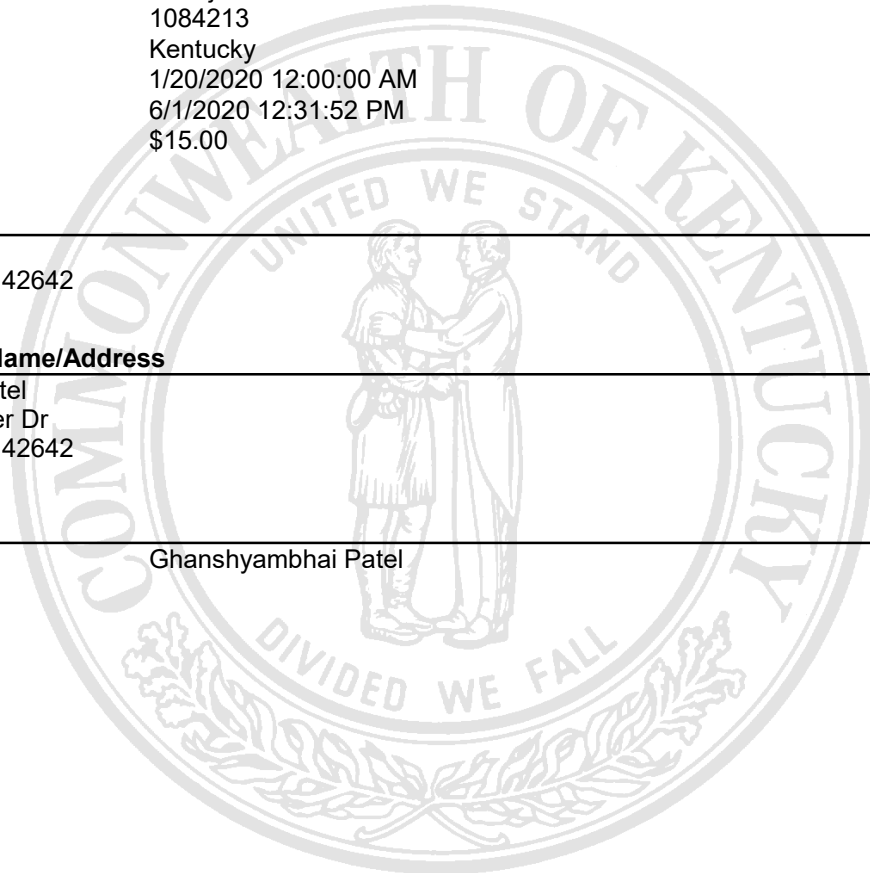 1084213
Kentucky
1/20/2020 12:00:00 AM
6/1/2020 12:31:52 PM
$15.00
42642
Name/Address
tel
er Dr
42642
Ghanshyambhai Patel
COMMONWEALTH OF KENTUCKY
UNITED WE STAND
DIVIDED WE FALL